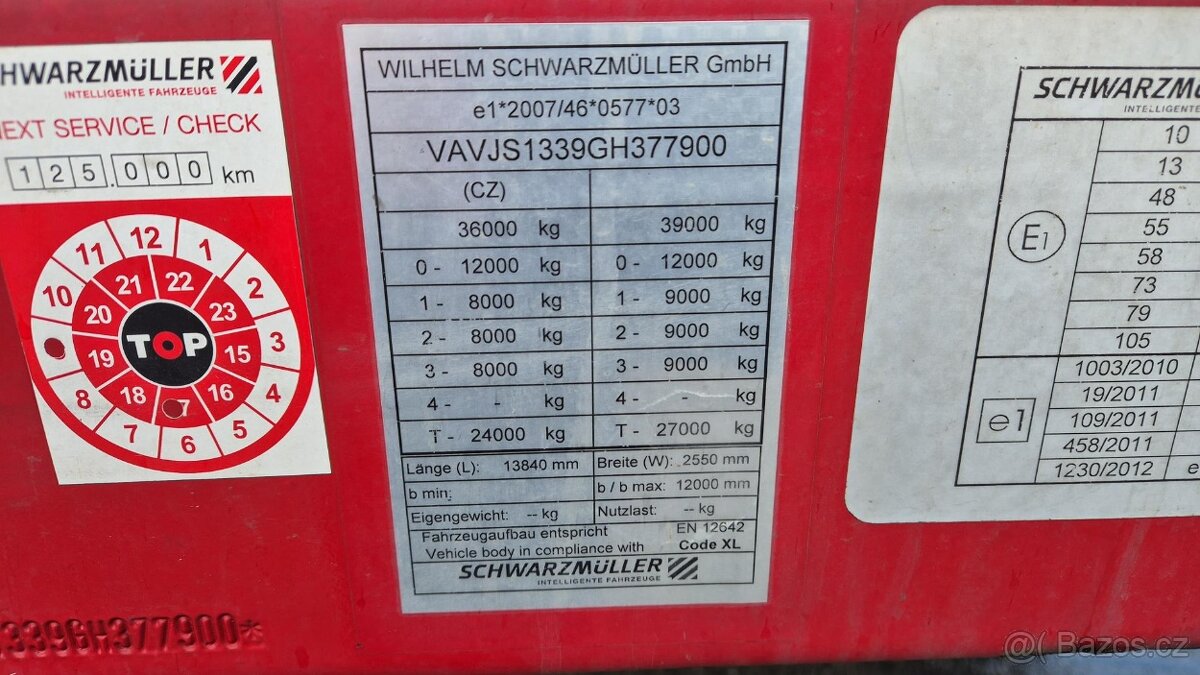 SCHWARZMÜLLER
INTELLIGENTE FAHRZEUGE
NEXT SERVICE / CHECK
125.000 km
11 12 1
10 21 22 2
20 23
TOP 3
19 15
8 18 7 16 4
7 6 5
WILHELM SCHWARZMÜLLER GmbH
e1*2007/46*0577*03
VAVJS1339GH377900
(CZ)
36000 kg 39000 kg
0 - 12000 kg 0 - 12000 kg
1 - 8000 kg 1 - 9000 kg
2 - 8000 kg 2 - 9000 kg
3 - 8000 kg 3 - 9000 kg
4 - - kg 4 - - kg
T - 24000 kg T - 27000 kg
Länge (L): 13840 mm Breite (W): 2550 mm
b min: b / b max: 12000 mm
Eigengewicht: -- kg Nutzlast: -- kg
Fahrzeugaufbau entspricht EN 12642
Vehicle body in compliance with Code XL
SCHWARZMÜLLER
INTELLIGENTE FAHRZEUGE
SCHWARZMÜ
INTELLIGENTE
E1
10
13
48
55
58
73
79
105
e1
1003/2010
19/2011
109/2011
458/2011
1230/2012 e
1339GH377900*
@( Bazos.cz